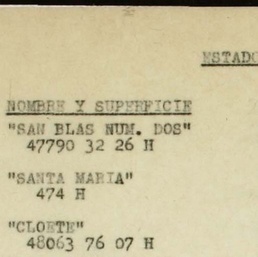 ESTADO
NOMBRE Y SUPERFICIE
"SAN BLAS NUM. DOS"
47790 32 26 H
"SANTA MARIA"
474 H
"CLOETE"
48063 76 07 H